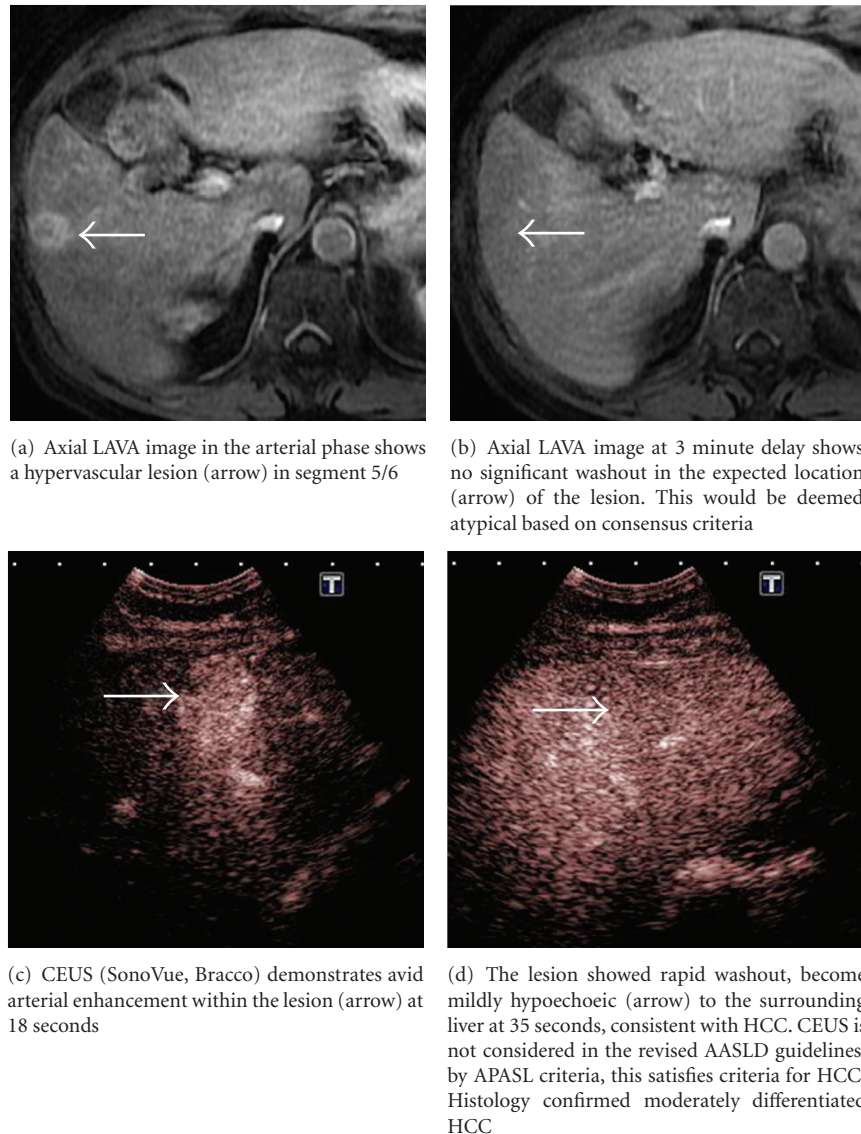 (a) Axial LAVA image in the arterial phase shows
a hypervascular lesion (arrow) in segment 5/6
(b) Axial LAVA image at 3 minute delay shows
no significant washout in the expected location
(arrow) of the lesion. This would be deemed
atypical based on consensus criteria
T
T
(c) CEUS (SonoVue, Bracco) demonstrates avid
arterial enhancement within the lesion (arrow) at
18 seconds
(d) The lesion showed rapid washout, become
mildly hypoechoeic (arrow) to the surrounding
liver at 35 seconds, consistent with HCC. CEUS is
not considered in the revised AASLD guidelines
by APASL criteria, this satisfies criteria for HCC
Histology confirmed moderately differentiated
HCC